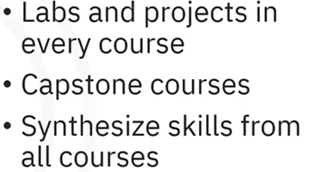 • Labs and projects in
every course
• Capstone courses
• Synthesize skills from
all courses